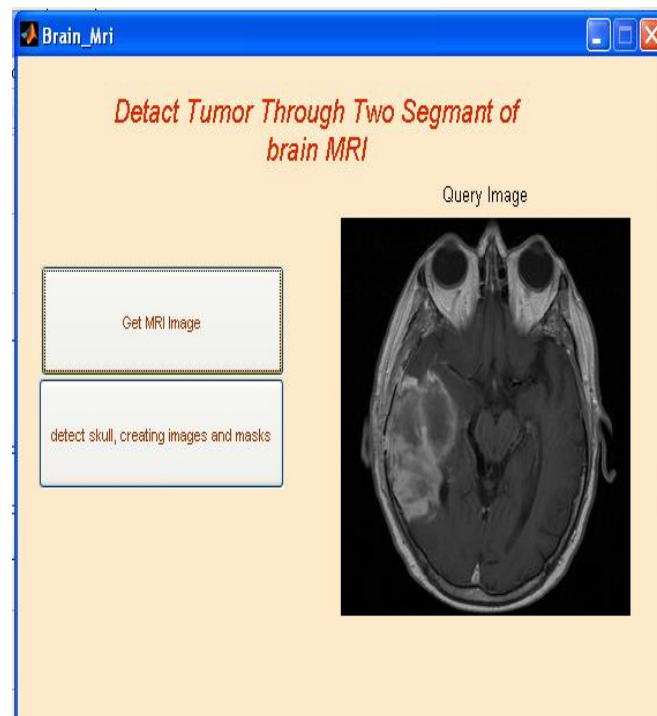 Brain_Mri
Detact Tumor Through Two Segmant of
brain MRI
Query Image
Get MRI Image
detect skull, creating images and masks